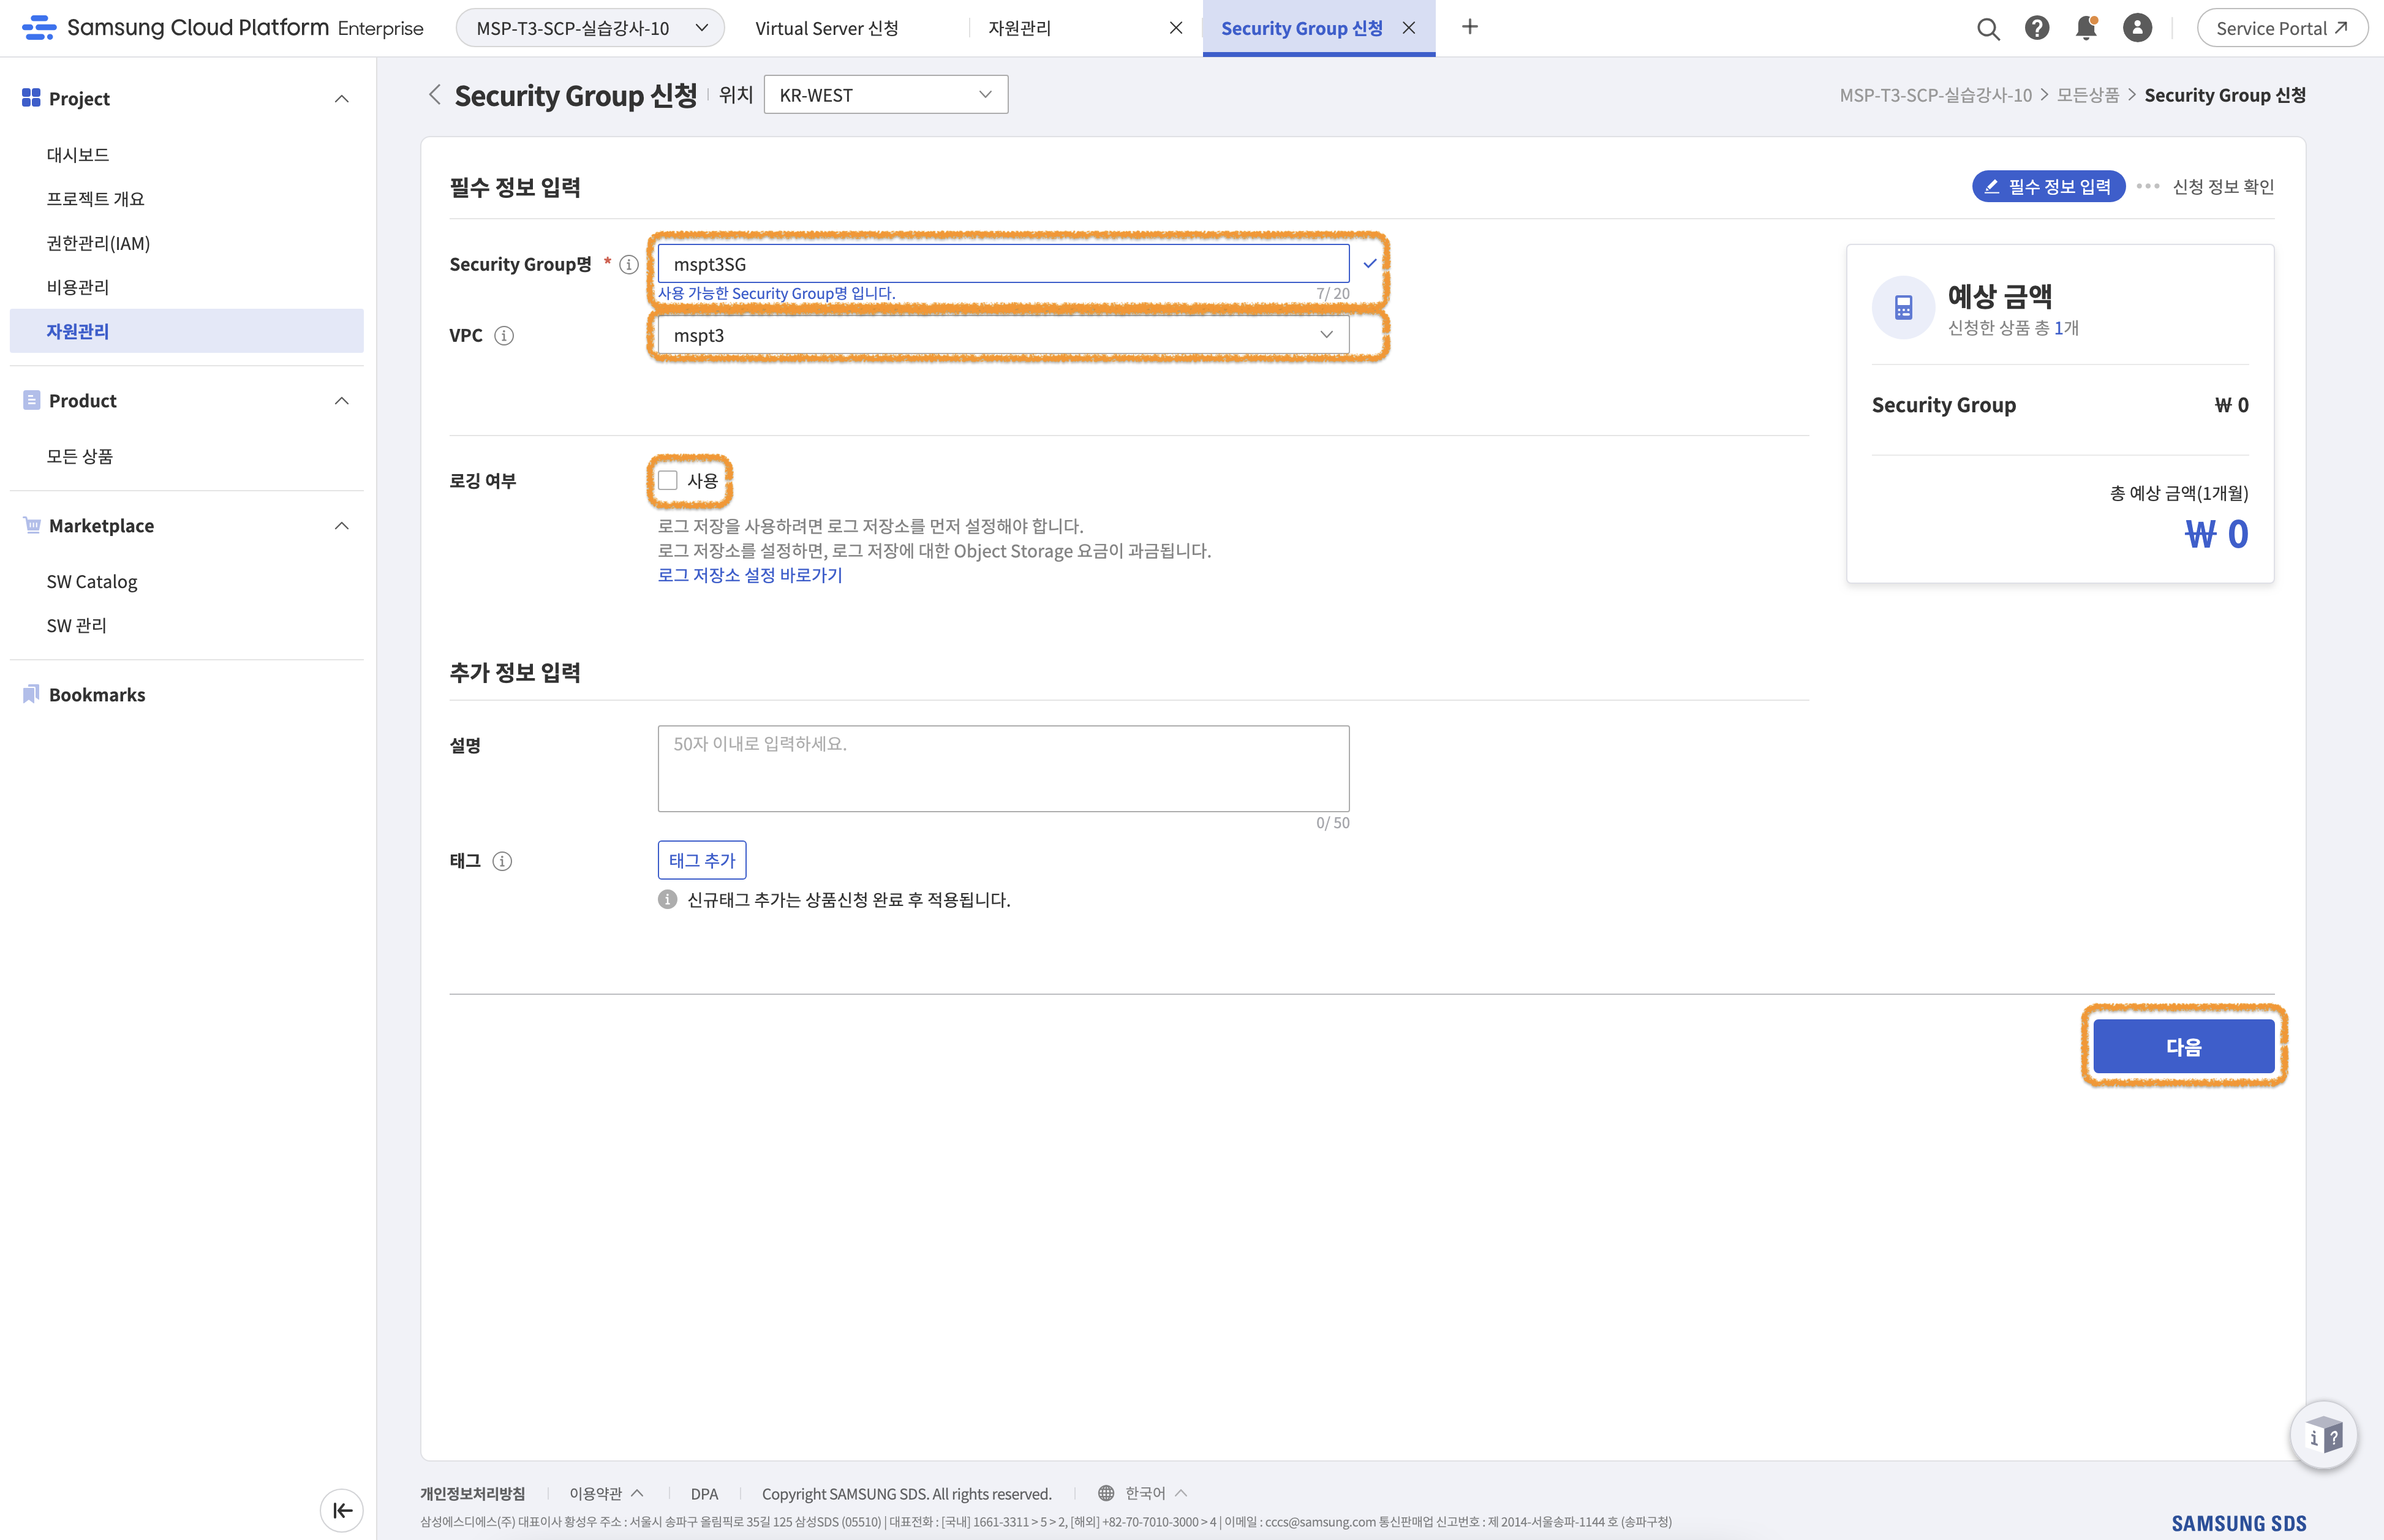 Samsung Cloud Platform Enterprise
MSP-T3-SCP-실습강사-10
Virtual Server 신청
자원관리
Security Group 신청
Service Portal
Project
대시보드
프로젝트 개요
권한관리(IAM)
비용관리
자원관리
Product
모든 상품
Marketplace
SW Catalog
SW 관리
Bookmarks
Security Group 신청
위치
KR-WEST
MSP-T3-SCP-실습강사-10 > 모든상품 > Security Group 신청
필수 정보 입력
필수 정보 입력 ••• 신청 정보 확인
Security Group명 *
mspt3SG
사용 가능한 Security Group명 입니다.
7/ 20
VPC
mspt3
로깅 여부
사용
로그 저장을 사용하려면 로그 저장소를 먼저 설정해야 합니다.
로그 저장소를 설정하면, 로그 저장에 대한 Object Storage 요금이 과금됩니다.
로그 저장소 설정 바로가기
예상 금액
신청한 상품 총 1개
Security Group ₩ 0
총 예상 금액(1개월)
₩ 0
추가 정보 입력
설명
50자 이내로 입력하세요.
0/ 50
태그
태그 추가
신규태그 추가는 상품신청 완료 후 적용됩니다.
다음
개인정보처리방침 | 이용약관 | DPA | Copyright SAMSUNG SDS. All rights reserved. | 한국어
삼성에스디에스(주) 대표이사 황성우 주소 : 서울시 송파구 올림픽로 35길 125 삼성SDS (05510) | 대표전화 : [국내] 1661-3311 > 5 > 2, [해외] +82-70-7010-3000 > 4 | 이메일 : cccs@samsung.com 통신판매업 신고번호 : 제 2014-서울송파-1144 호 (송파구청)
SAMSUNG SDS